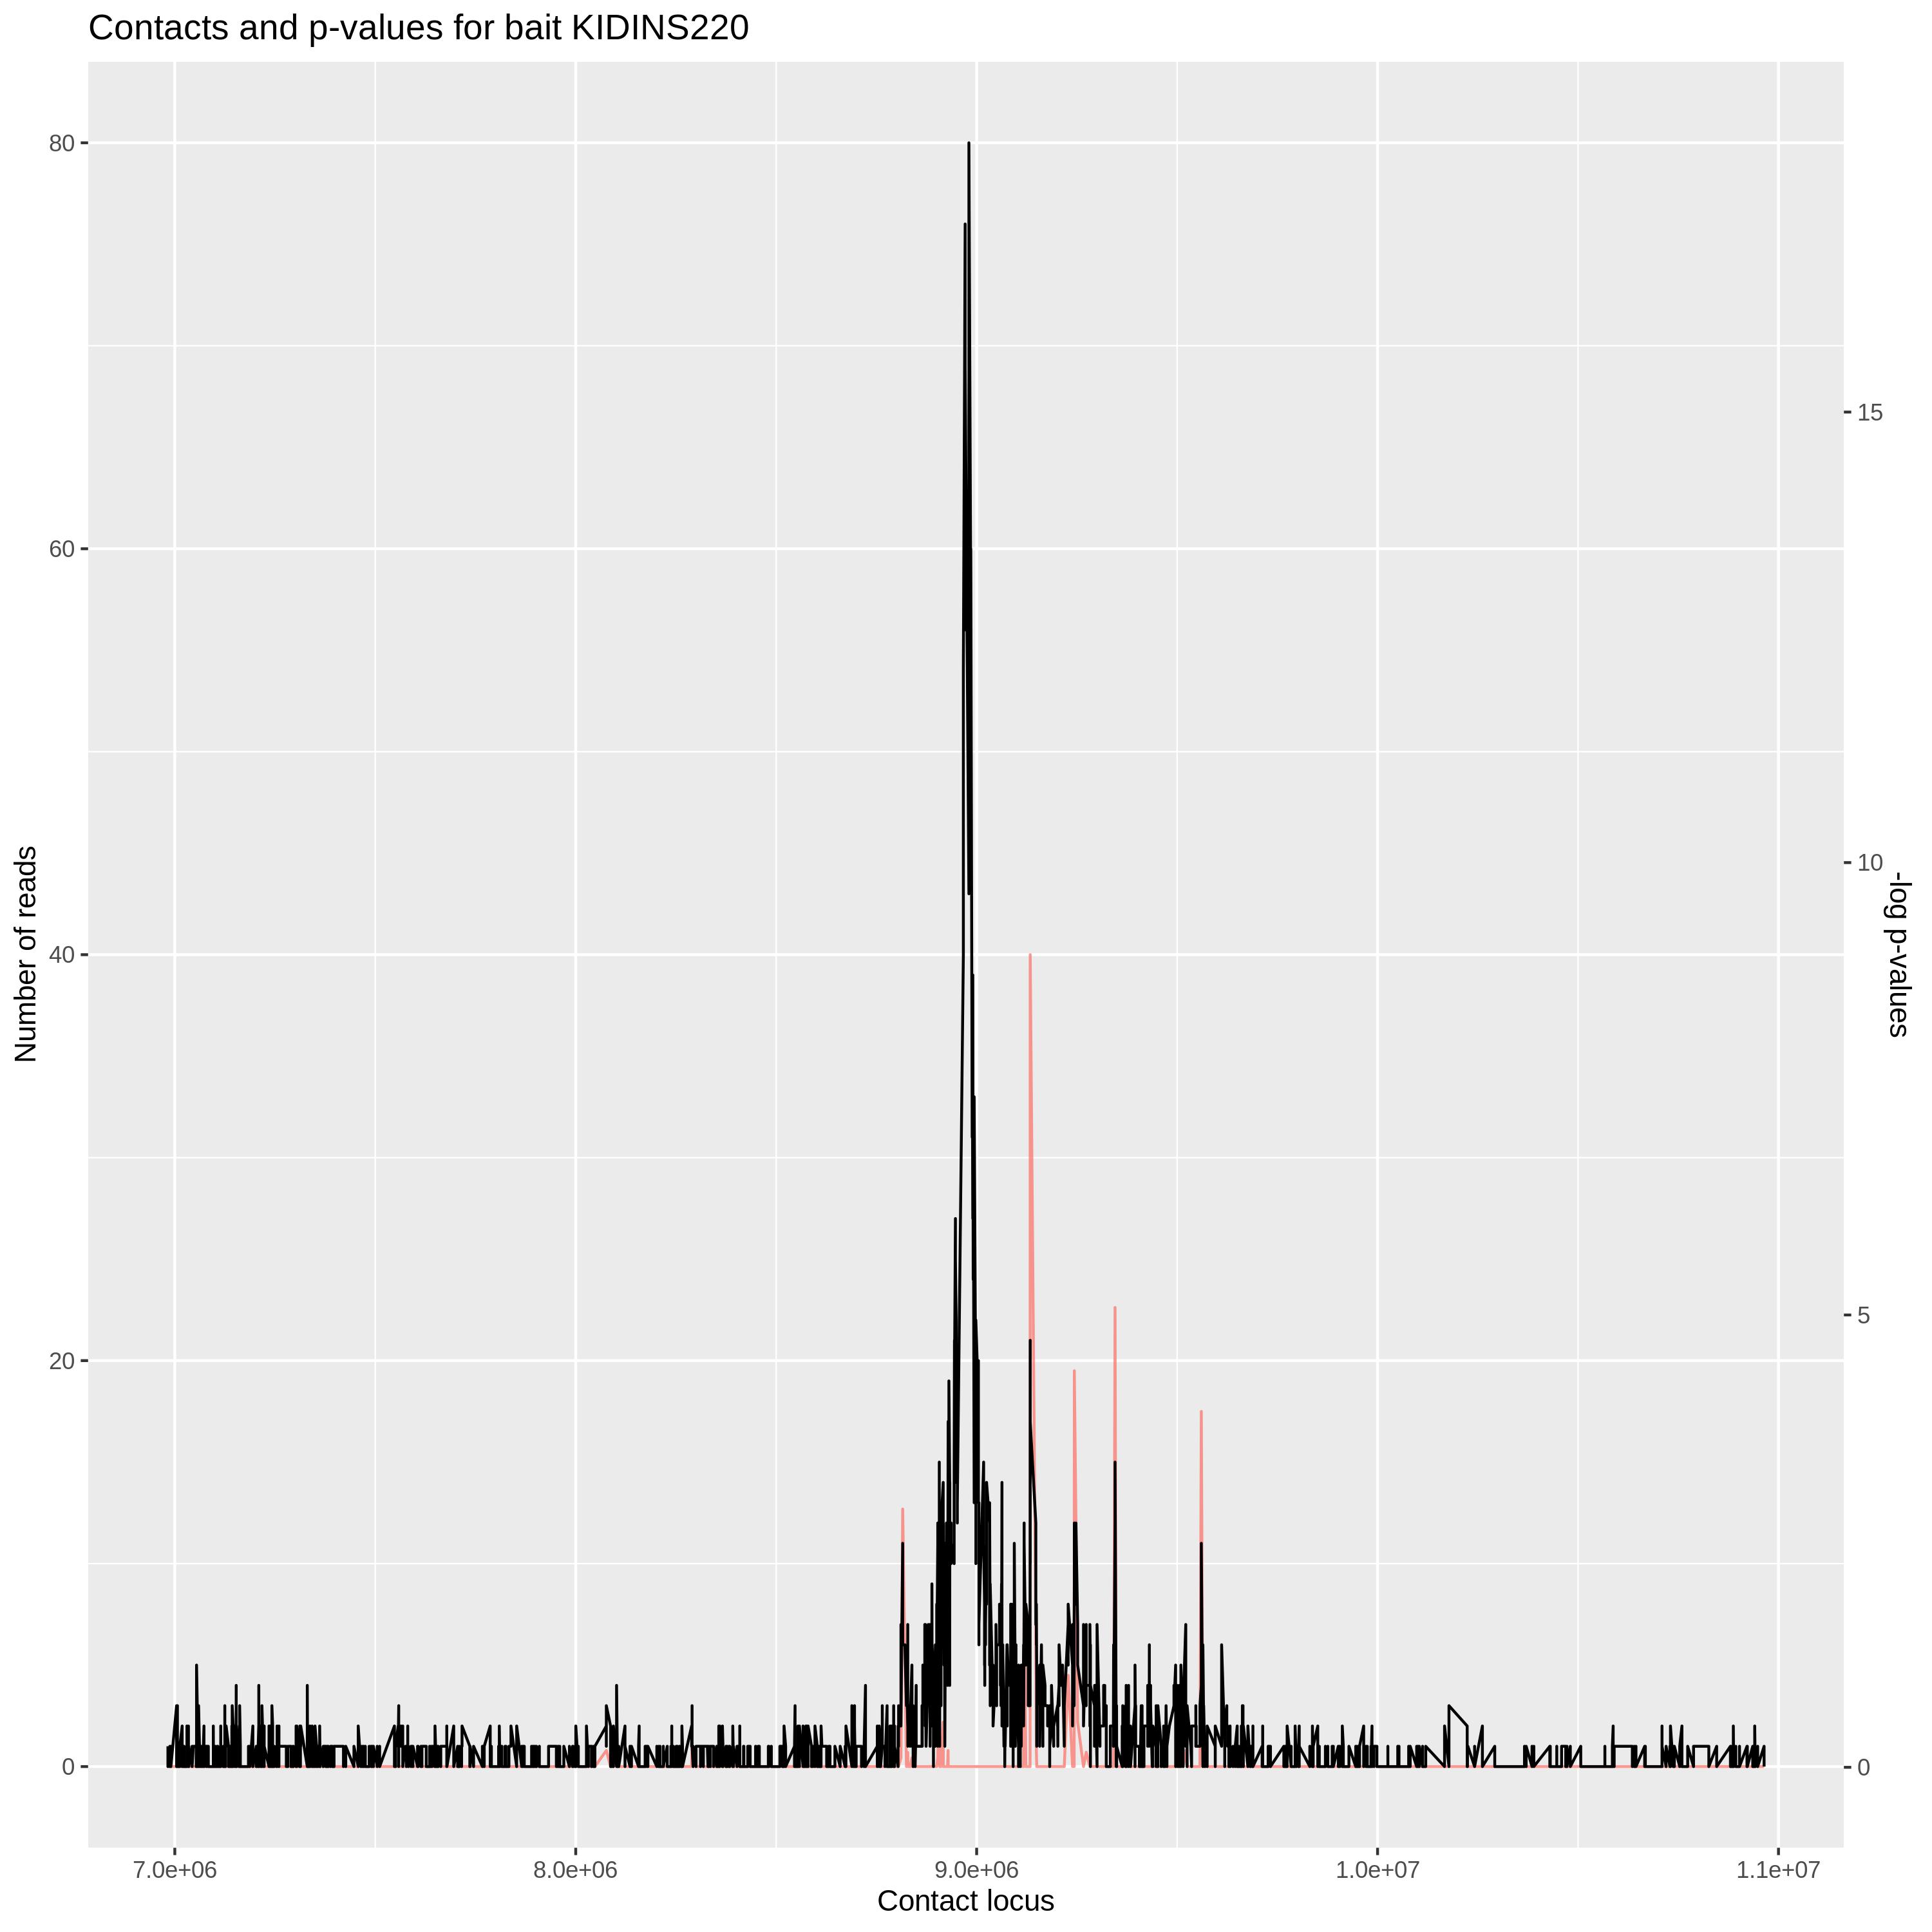 Contacts and p-values for bait KIDINS220
80
60
40
20
0
Number of reads
15
10
5
0
-log p-values
7.0e+06
8.0e+06
9.0e+06
1.0e+07
1.1e+07
Contact locus